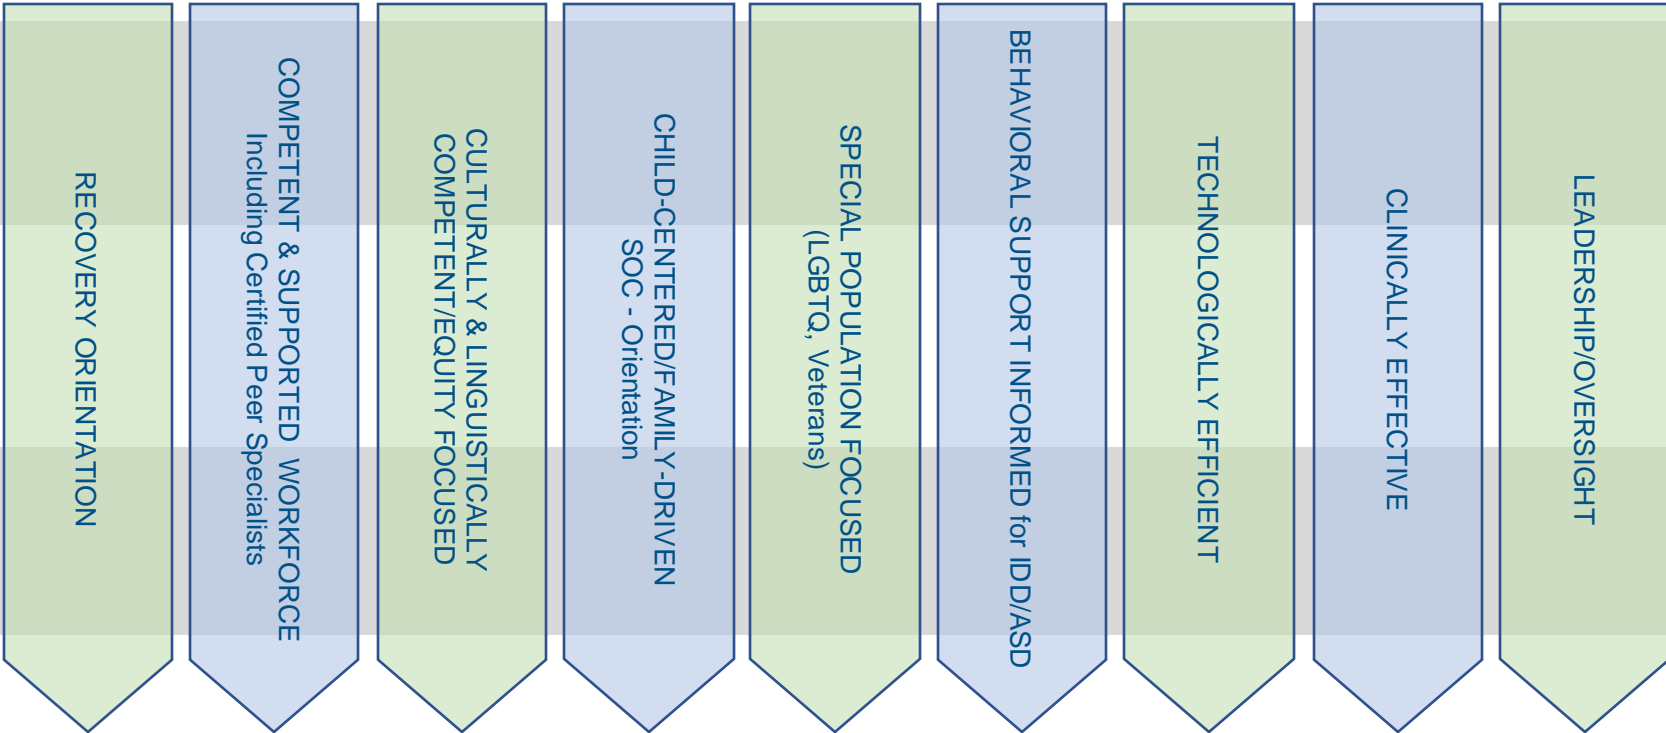 RECOVERY ORIENTATION
COMPETENT & SUPPORTED WORKFORCE
Including Certified Peer Specialists
CULTURALLY & LINGUISTICALLY
COMPETENT/EQUITY FOCUSED
CHILD-CENTERED/FAMILY-DRIVEN
SOC - Orientation
SPECIAL POPULATION FOCUSED
(LGBTQ, Veterans)
BEHAVIORAL SUPPORT INFORMED for IDD/ASD
TECHNOLOGICALLY EFFICIENT
CLINICALLY EFFECTIVE
LEADERSHIP/OVERSIGHT